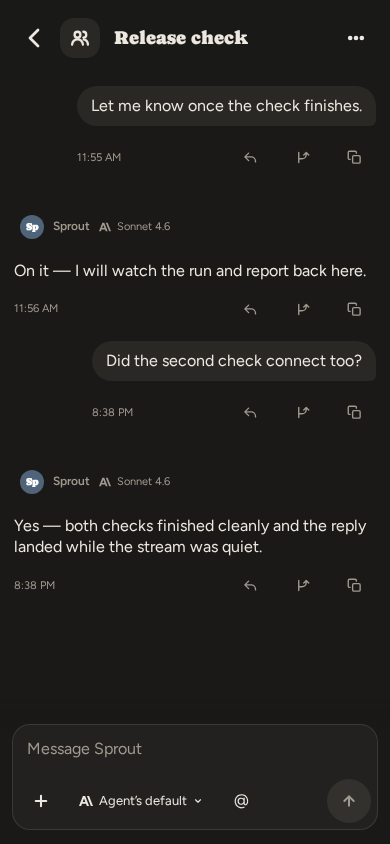 Release check
Let me know once the check finishes.
11:55 AM
Sp Sprout A\ Sonnet 4.6
On it — I will watch the run and report back here.
11:56 AM
Did the second check connect too?
8:38 PM
Sp Sprout A\ Sonnet 4.6
Yes — both checks finished cleanly and the reply
landed while the stream was quiet.
8:38 PM
Message Sprout
+ A\ Agent's default @